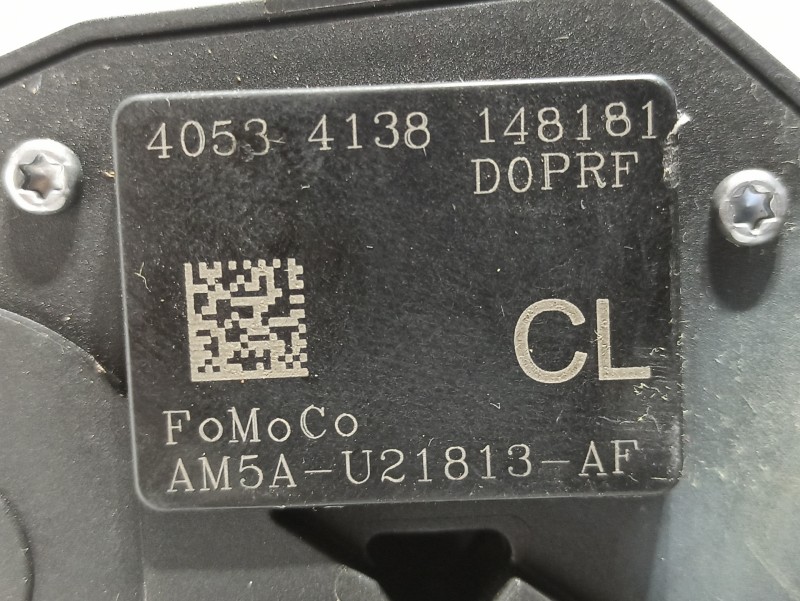 4053 4138 148181
D0PRF
CL
FoMoCo
AM5A-U21813-AF